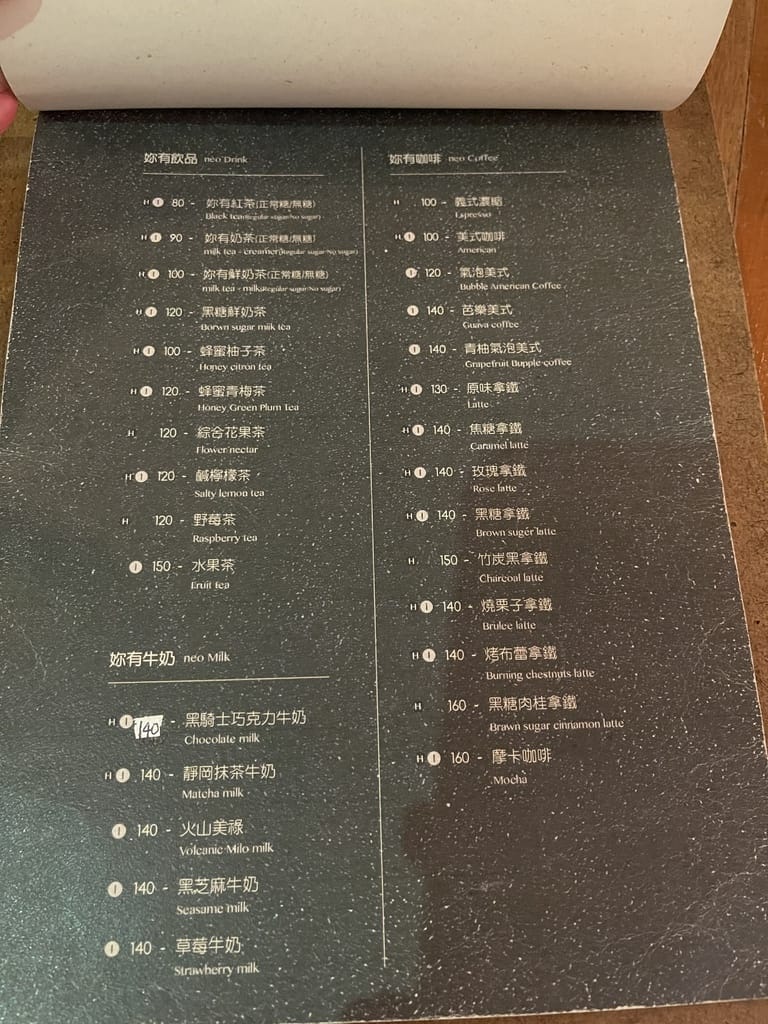 妳有飲品 neo Drink
H I 80 - 妳有紅茶(正常糖/無糖)
Black tea(Regular sugar/No sugar)
H I 90 - 妳有奶茶(正常糖/無糖)
milk tea - creamer(Regular sugar/No sugar)
H I 100 - 妳有鮮奶茶(正常糖/無糖)
milk tea - milk(Regular sugar/No sugar)
H I 120 - 黑糖鮮奶茶
Borwn sugar milk tea
H I 100 - 蜂蜜柚子茶
Honey citron tea
H I 120 - 蜂蜜青梅茶
Honey Green Plum Tea
H 120 - 綜合花果茶
Flower nectar
H I 120 - 鹹檸檬茶
Salty lemon tea
H 120 - 野莓茶
Raspberry tea
I 150 - 水果茶
Fruit tea
妳有牛奶 neo Milk
H I 140 - 黑騎士巧克力牛奶
Chocolate milk
H I 140 - 靜岡抹茶牛奶
Matcha milk
I 140 - 火山美祿
Volcanic Milo milk
I 140 - 黑芝麻牛奶
Seasame milk
I 140 - 草莓牛奶
Strawberry milk
妳有咖啡 neo Coffee
H 100 - 義式濃縮
Espresso
H I 100 - 美式咖啡
American
I 120 - 氣泡美式
Bubble American Coffee
I 140 - 芭樂美式
Guava coffee
I 140 - 青柚氣泡美式
Grapefruit Bupple coffee
H I 130 - 原味拿鐵
Latte
H I 140 - 焦糖拿鐵
Caramel latte
H I 140 - 玫瑰拿鐵
Rose latte
H I 140 - 黑糖拿鐵
Brown suger latte
H 150 - 竹炭黑拿鐵
Charcoal latte
H I 140 - 燒栗子拿鐵
Brulee latte
H I 140 - 烤布蕾拿鐵
Burning chestnuts latte
H 160 - 黑糖肉桂拿鐵
Brawn sugar cinnamon latte
H I 160 - 摩卡咖啡
Mocha